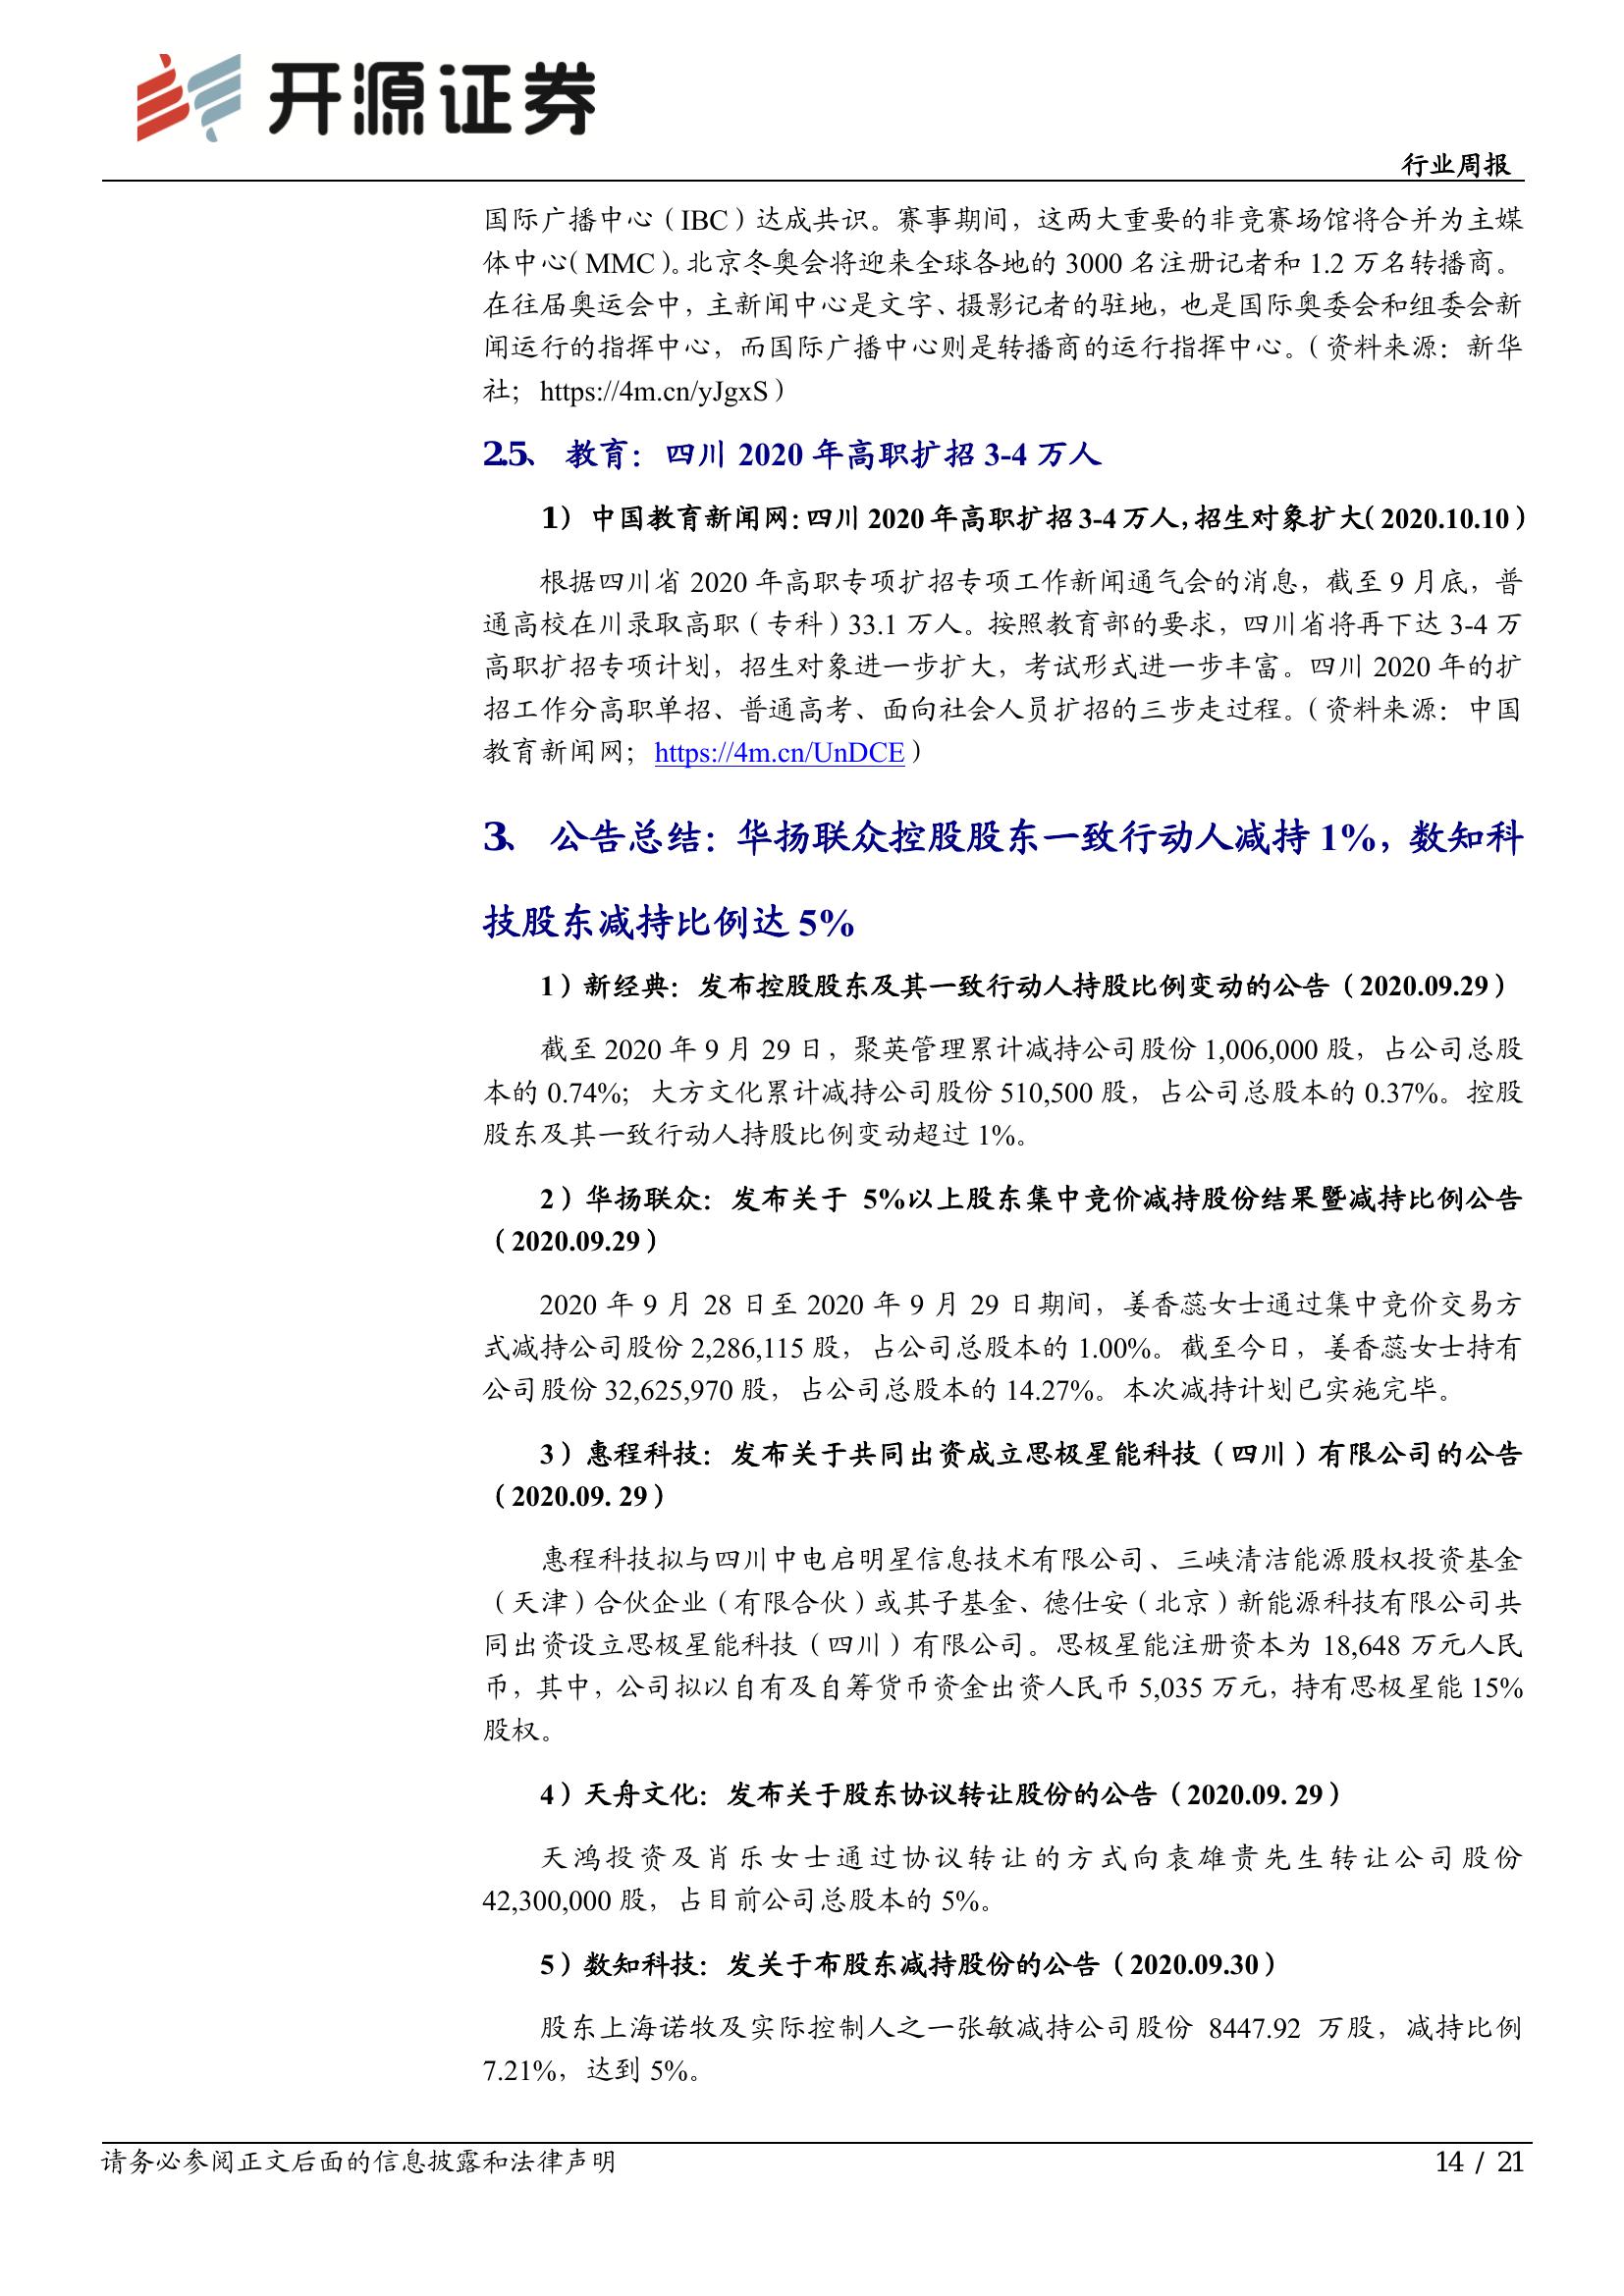 开源证券
行业周报
国际广播中心（IBC）达成共识。赛事期间，这两大重要的非竞赛场馆将合并为主媒
体中心（MMC）。北京冬奥会将迎来全球各地的 3000 名注册记者和 1.2 万名转播商。
在往届奥运会中，主新闻中心是文字、摄影记者的驻地，也是国际奥委会和组委会新
闻运行的指挥中心，而国际广播中心则是转播商的运行指挥中心。（资料来源：新华
社；https://4m.cn/yJgxS）
2.5、 教育：四川 2020 年高职扩招 3-4 万人
1） 中国教育新闻网：四川 2020 年高职扩招 3-4 万人，招生对象扩大（2020.10.10）
根据四川省 2020 年高职专项扩招专项工作新闻通气会的消息，截至 9 月底，普
通高校在川录取高职（专科）33.1 万人。按照教育部的要求，四川省将再下达 3-4 万
高职扩招专项计划，招生对象进一步扩大，考试形式进一步丰富。四川 2020 年的扩
招工作分高职单招、普通高考、面向社会人员扩招的三步走过程。（资料来源：中国
教育新闻网；https://4m.cn/UnDCE）
3、 公告总结：华扬联众控股股东一致行动人减持 1%，数知科
技股东减持比例达 5%
1）新经典：发布控股股东及其一致行动人持股比例变动的公告（2020.09.29）
截至 2020 年 9 月 29 日，聚英管理累计减持公司股份 1,006,000 股，占公司总股
本的 0.74%；大方文化累计减持公司股份 510,500 股，占公司总股本的 0.37%。控股
股东及其一致行动人持股比例变动超过 1%。
2）华扬联众：发布关于 5%以上股东集中竞价减持股份结果暨减持比例公告
（2020.09.29）
2020 年 9 月 28 日至 2020 年 9 月 29 日期间，姜香蕊女士通过集中竞价交易方
式减持公司股份 2,286,115 股，占公司总股本的 1.00%。截至今日，姜香蕊女士持有
公司股份 32,625,970 股，占公司总股本的 14.27%。本次减持计划已实施完毕。
3）惠程科技：发布关于共同出资成立思极星能科技（四川）有限公司的公告
（2020.09. 29）
惠程科技拟与四川中电启明星信息技术有限公司、三峡清洁能源股权投资基金
（天津）合伙企业（有限合伙）或其子基金、德仕安（北京）新能源科技有限公司共
同出资设立思极星能科技（四川）有限公司。思极星能注册资本为 18,648 万元人民
币，其中，公司拟以自有及自筹货币资金出资人民币 5,035 万元，持有思极星能 15%
股权。
4）天舟文化：发布关于股东协议转让股份的公告（2020.09. 29）
天鸿投资及肖乐女士通过协议转让的方式向袁雄贵先生转让公司股份
42,300,000 股，占目前公司总股本的 5%。
5）数知科技：发关于布股东减持股份的公告（2020.09.30）
股东上海诺牧及实际控制人之一张敏减持公司股份 8447.92 万股，减持比例
7.21%，达到 5%。
请务必参阅正文后面的信息披露和法律声明
14 / 21